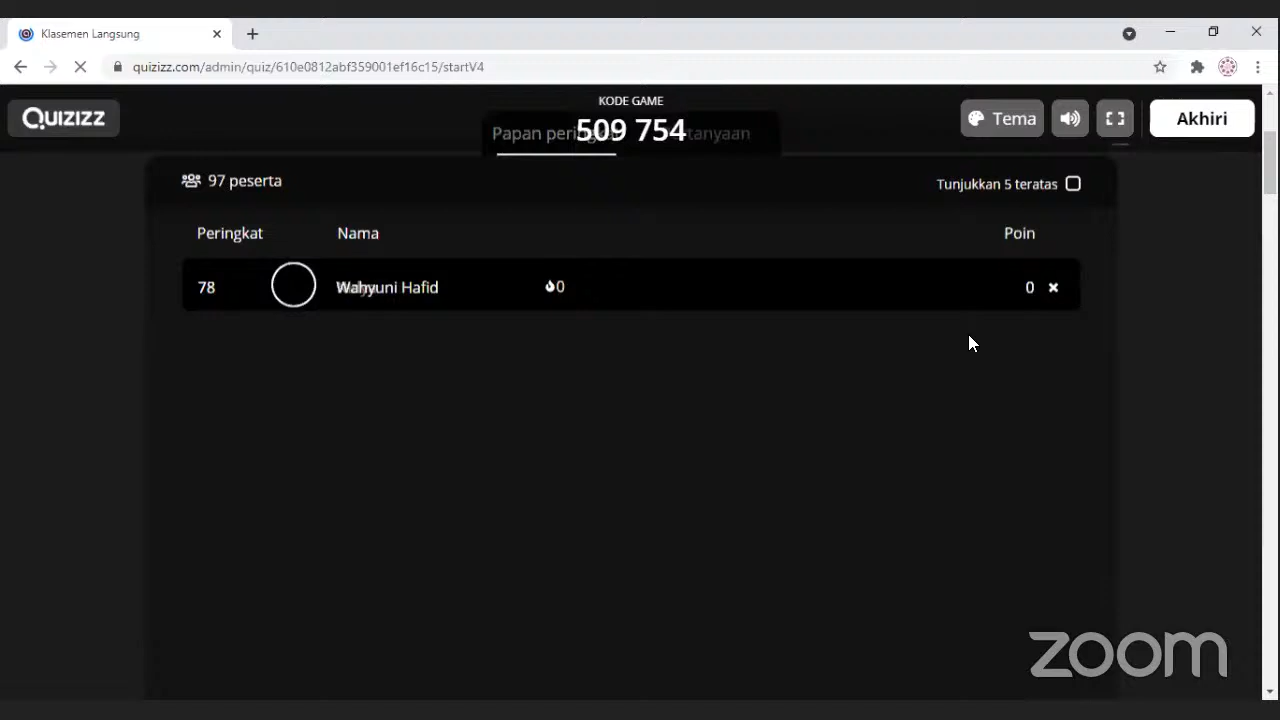 Klasemen Langsung
quizizz.com/admin/quiz/610e0812abf359001ef16c15/startV4
Quizizz
KODE GAME
509 754
Tema
Akhiri
Papan
97 peserta
Tunjukkan 5 teratas
Peringkat Nama Poin
78 Wahyuni Hafid 0 0
zoom